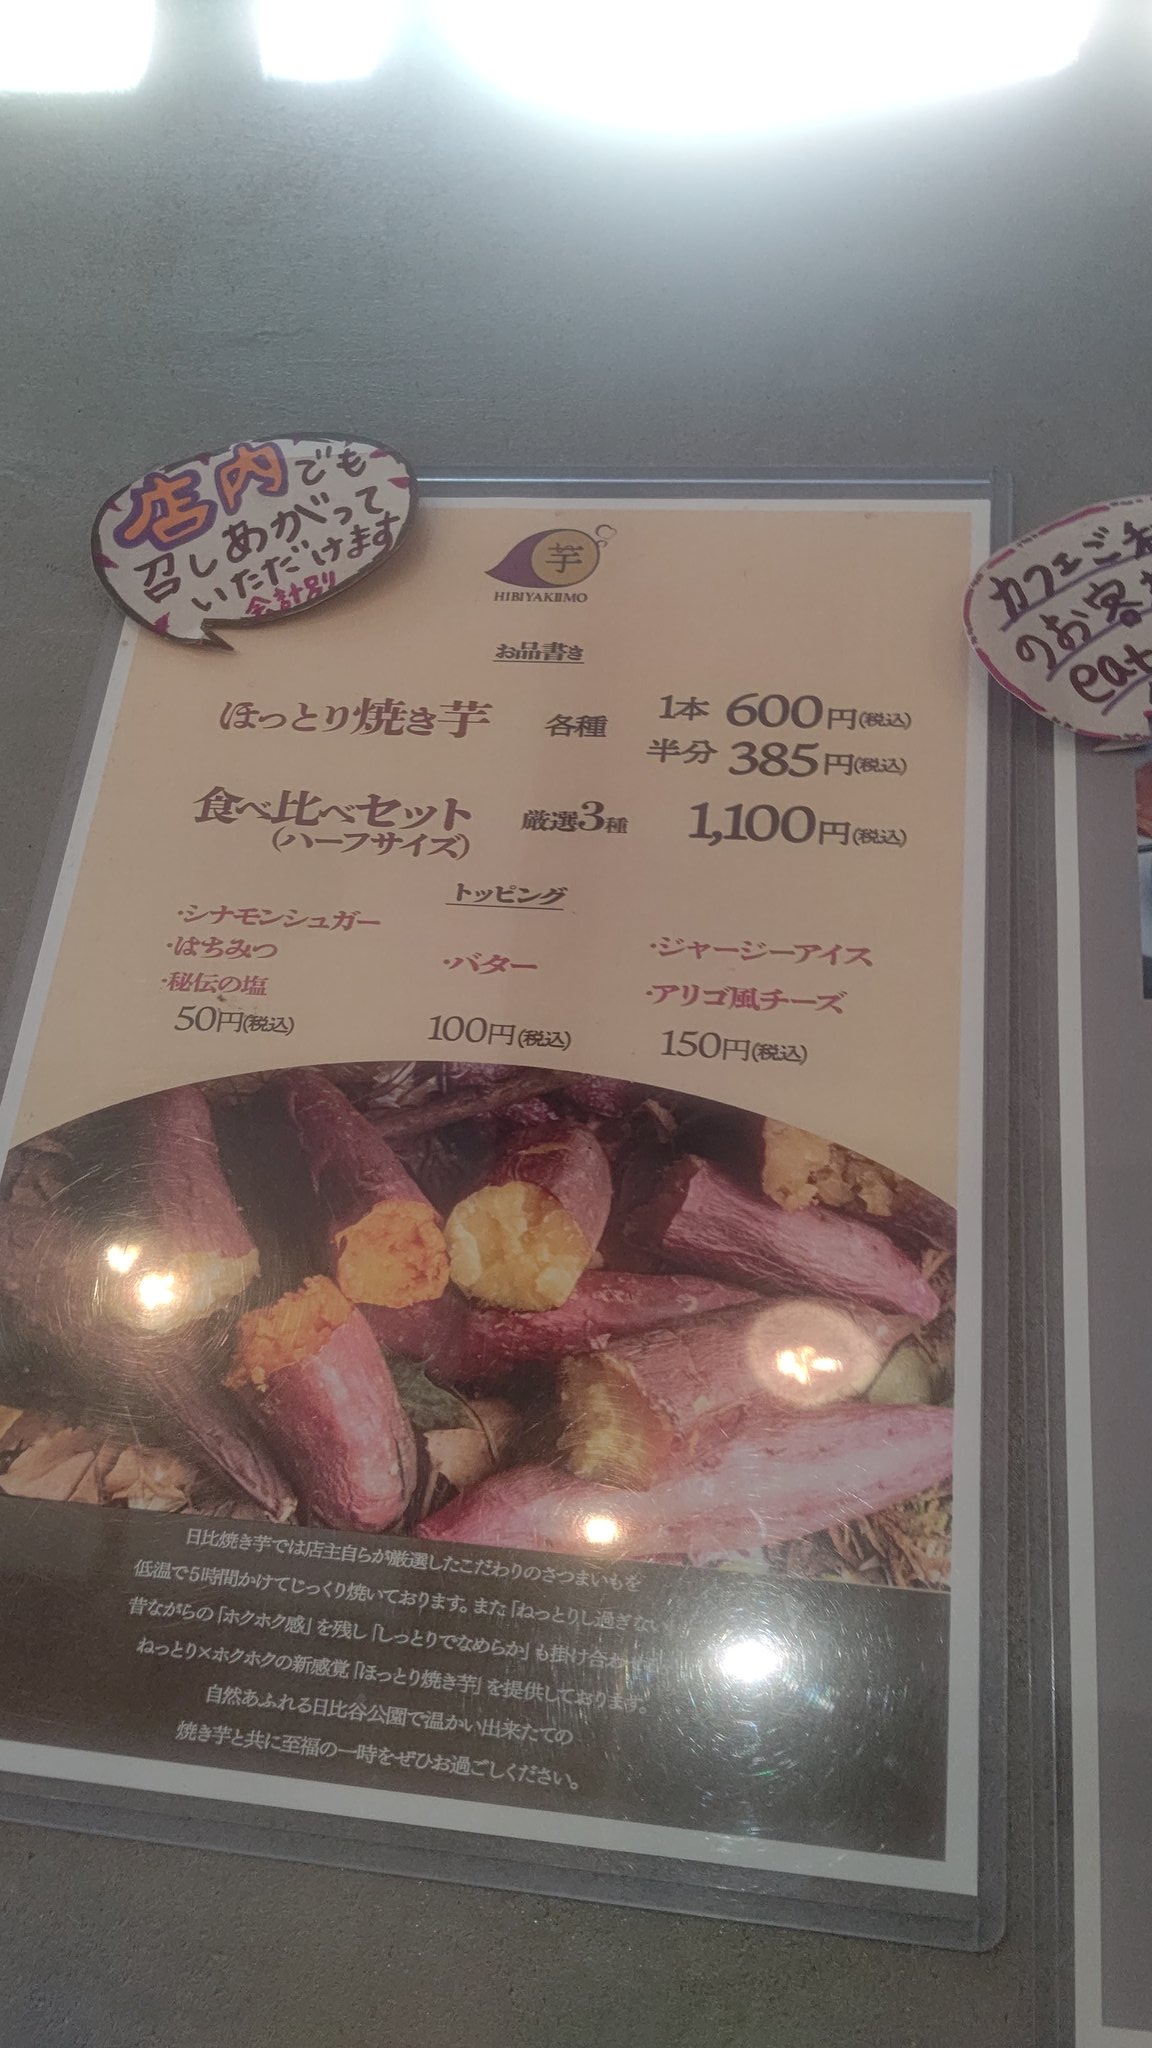 店内でも
召しあがって
いただけます
会計別
芋
HIBIYAKIIMO
お品書き
ほっとり焼き芋 各種 1本 600円(税込)
半分 385円(税込)
食べ比べセット 厳選3種 1,100円(税込)
(ハーフサイズ)
トッピング
・シナモンシュガー
・はちみつ
・秘伝の塩
50円(税込)
・バター
100円(税込)
・ジャージーアイス
・アリゴ風チーズ
150円(税込)
日比焼き芋では店主自らが厳選したこだわりのさつまいもを
低温で5時間かけてじっくり焼いております。また「ねっとりし過ぎない」
昔ながらの「ホクホク感」を残し「しっとりでなめらか」も掛け合わせ
ねっとり×ホクホクの新感覚「ほっとり焼き芋」を提供しております。
自然あふれる日比谷公園で温かい出来たての
焼き芋と共に至福の一時をぜひお過ごしください。
カフェご
のお客
eat